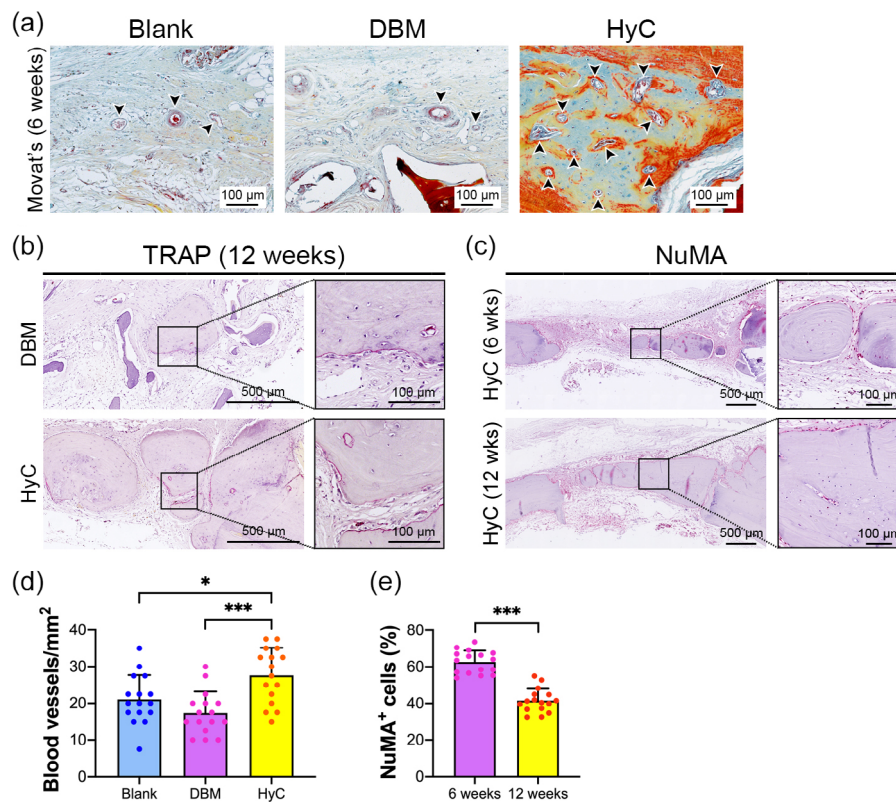 (a)
Blank
DBM
HyC
Movat's (6 weeks)
100 µm
100 µm
100 µm
(b)
TRAP (12 weeks)
DBM
500 µm
100 µm
HyC
500 µm
100 µm
(c)
NuMA
HyC (6 wks)
500 µm
100 µm
HyC (12 wks)
500 µm
100 µm
(d)
Blood vessels/mm²
40
30
20
10
0
*
***
Blank
DBM
HyC
(e)
NuMA⁺ cells (%)
80
60
40
20
0
***
6 weeks
12 weeks